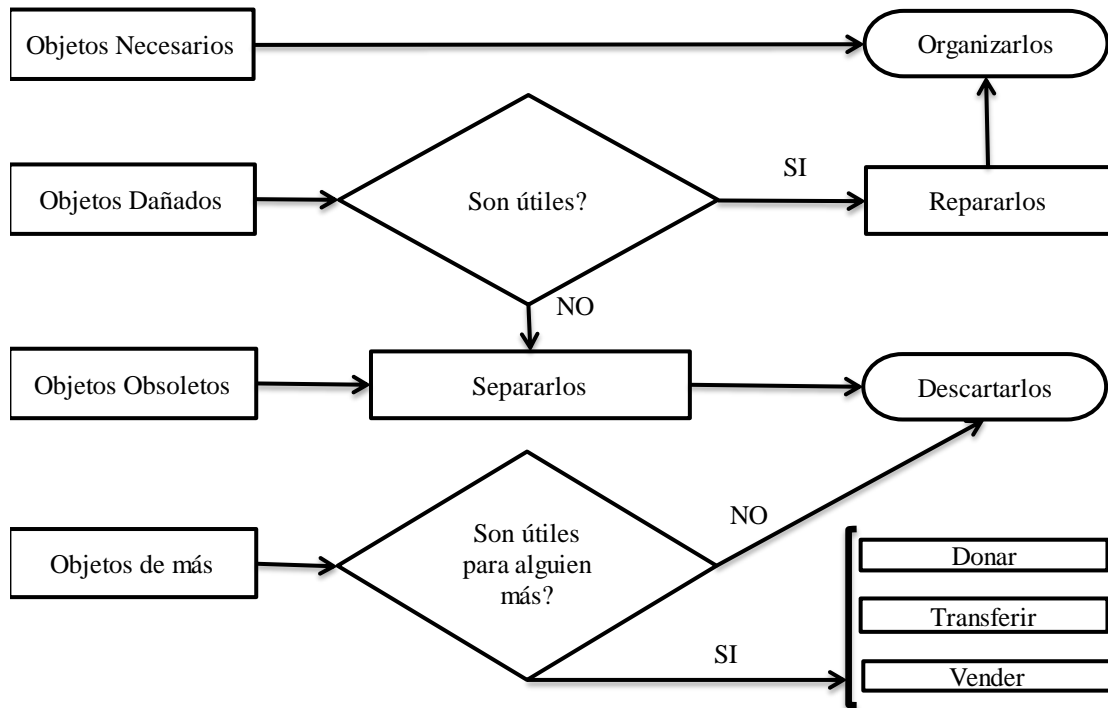 Objetos Necesarios
Organizarlos
Objetos Dañados
Son útiles?
SI
Repararlos
NO
Objetos Obsoletos
Separarlos
Descartarlos
Objetos de más
Son útiles
para alguien
más?
NO
SI
Donar
Transferir
Vender